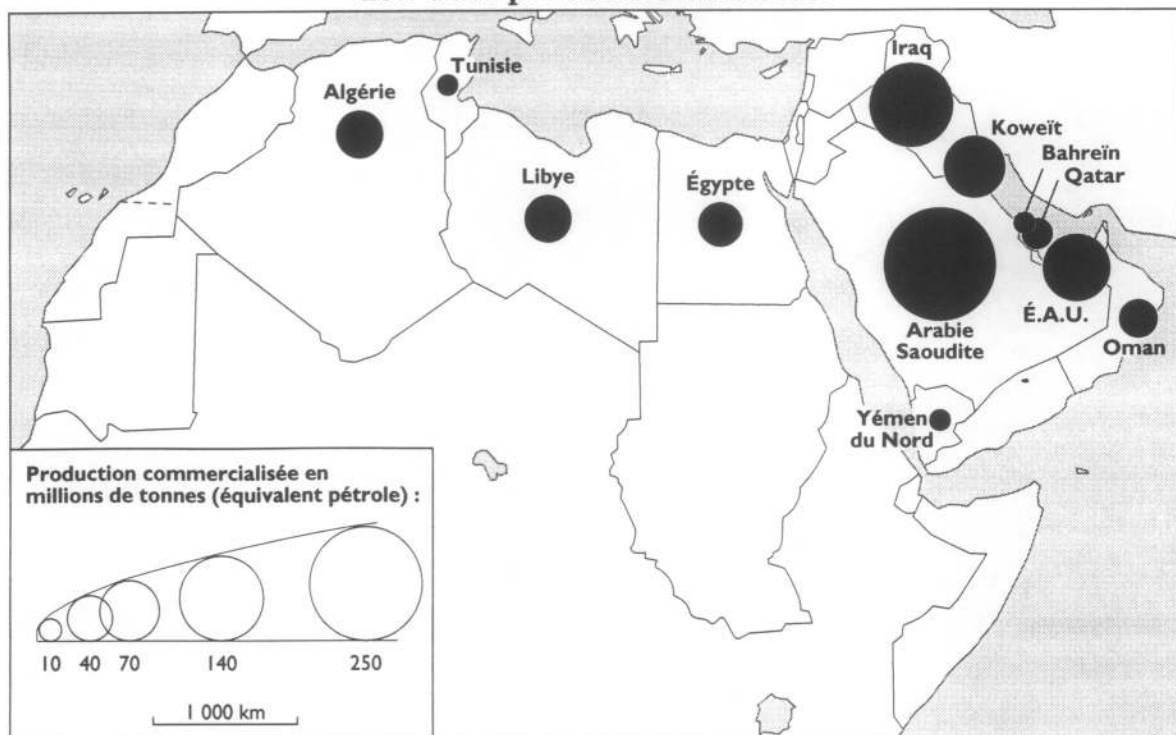 Iraq
Tunisie
Algérie
Koweït
Bahreïn
Qatar
Libye
Égypte
Arabie
Saoudite
É.A.U.
Oman
Yémen
du Nord
Production commercialisée en
millions de tonnes (équivalent pétrole) :
10 40 70 140 250
1 000 km